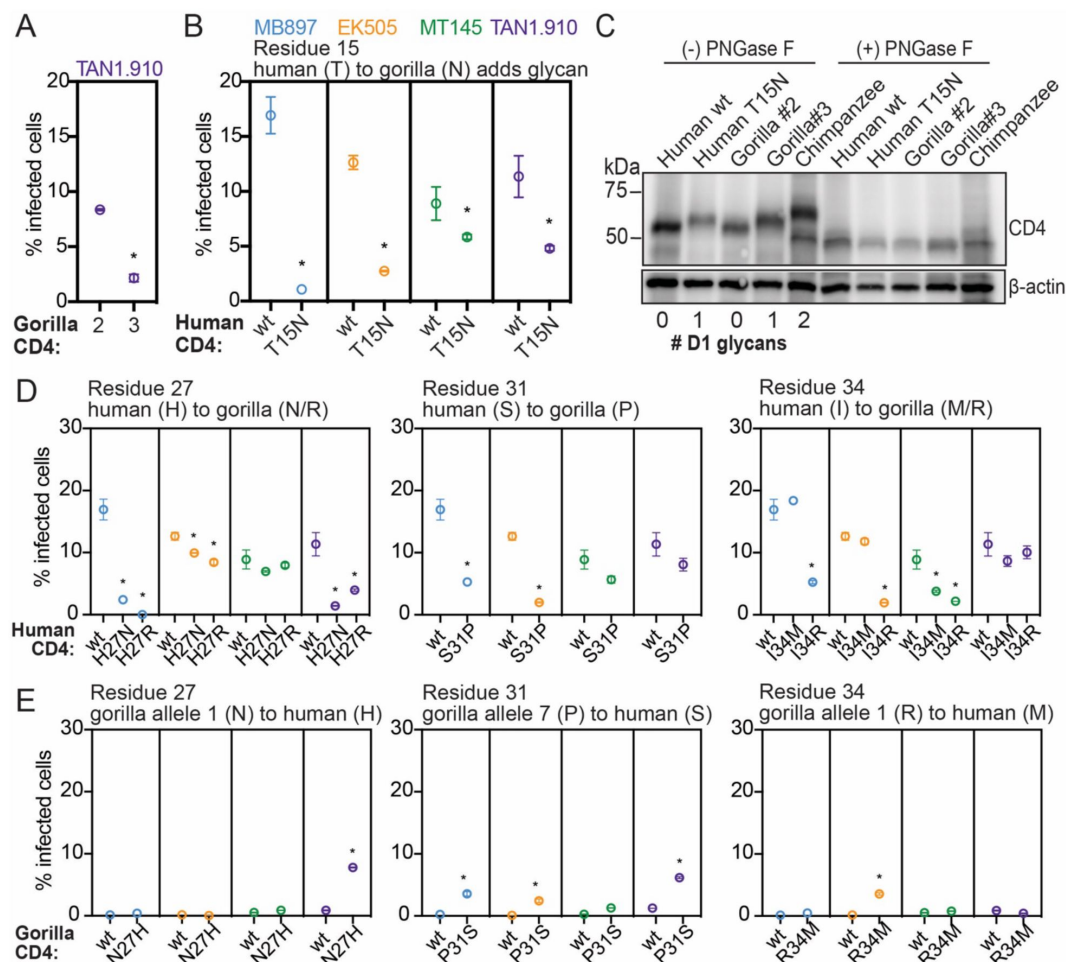 A
TAN1.910
% infected cells
20
15
10
5
0
Gorilla
CD4:
2
3
*
B
MB897 EK505 MT145 TAN1.910
Residue 15
human (T) to gorilla (N) adds glycan
% infected cells
20
15
10
5
0
* * * *
Human
CD4:
wt T15N wt T15N wt T15N wt T15N
C
(-) PNGase F (+) PNGase F
Human wt Human T15N Gorilla #2 Gorilla#3 Chimpanzee Human wt Human T15N Gorilla #2 Gorilla#3 Chimpanzee
kDa
75
50
CD4
β-actin
0 1 0 1 2
# D1 glycans
D
Residue 27
human (H) to gorilla (N/R)
% infected cells
30
20
10
0
* * * * * *
Human
CD4:
wt H27N H27R wt H27N H27R wt H27N H27R wt H27N H27R
Residue 31
human (S) to gorilla (P)
30
20
10
0
* *
wt S31P wt S31P wt S31P wt S31P
Residue 34
human (I) to gorilla (M/R)
30
20
10
0
* * * *
wt I34M I34R wt I34M I34R wt I34M I34R wt I34M I34R
E
Residue 27
gorilla allele 1 (N) to human (H)
% infected cells
30
20
10
0
*
Gorilla
CD4:
wt N27H wt N27H wt N27H wt N27H
Residue 31
gorilla allele 7 (P) to human (S)
30
20
10
0
* * *
wt P31S wt P31S wt P31S wt P31S
Residue 34
gorilla allele 1 (R) to human (M)
30
20
10
0
*
wt R34M wt R34M wt R34M wt R34M